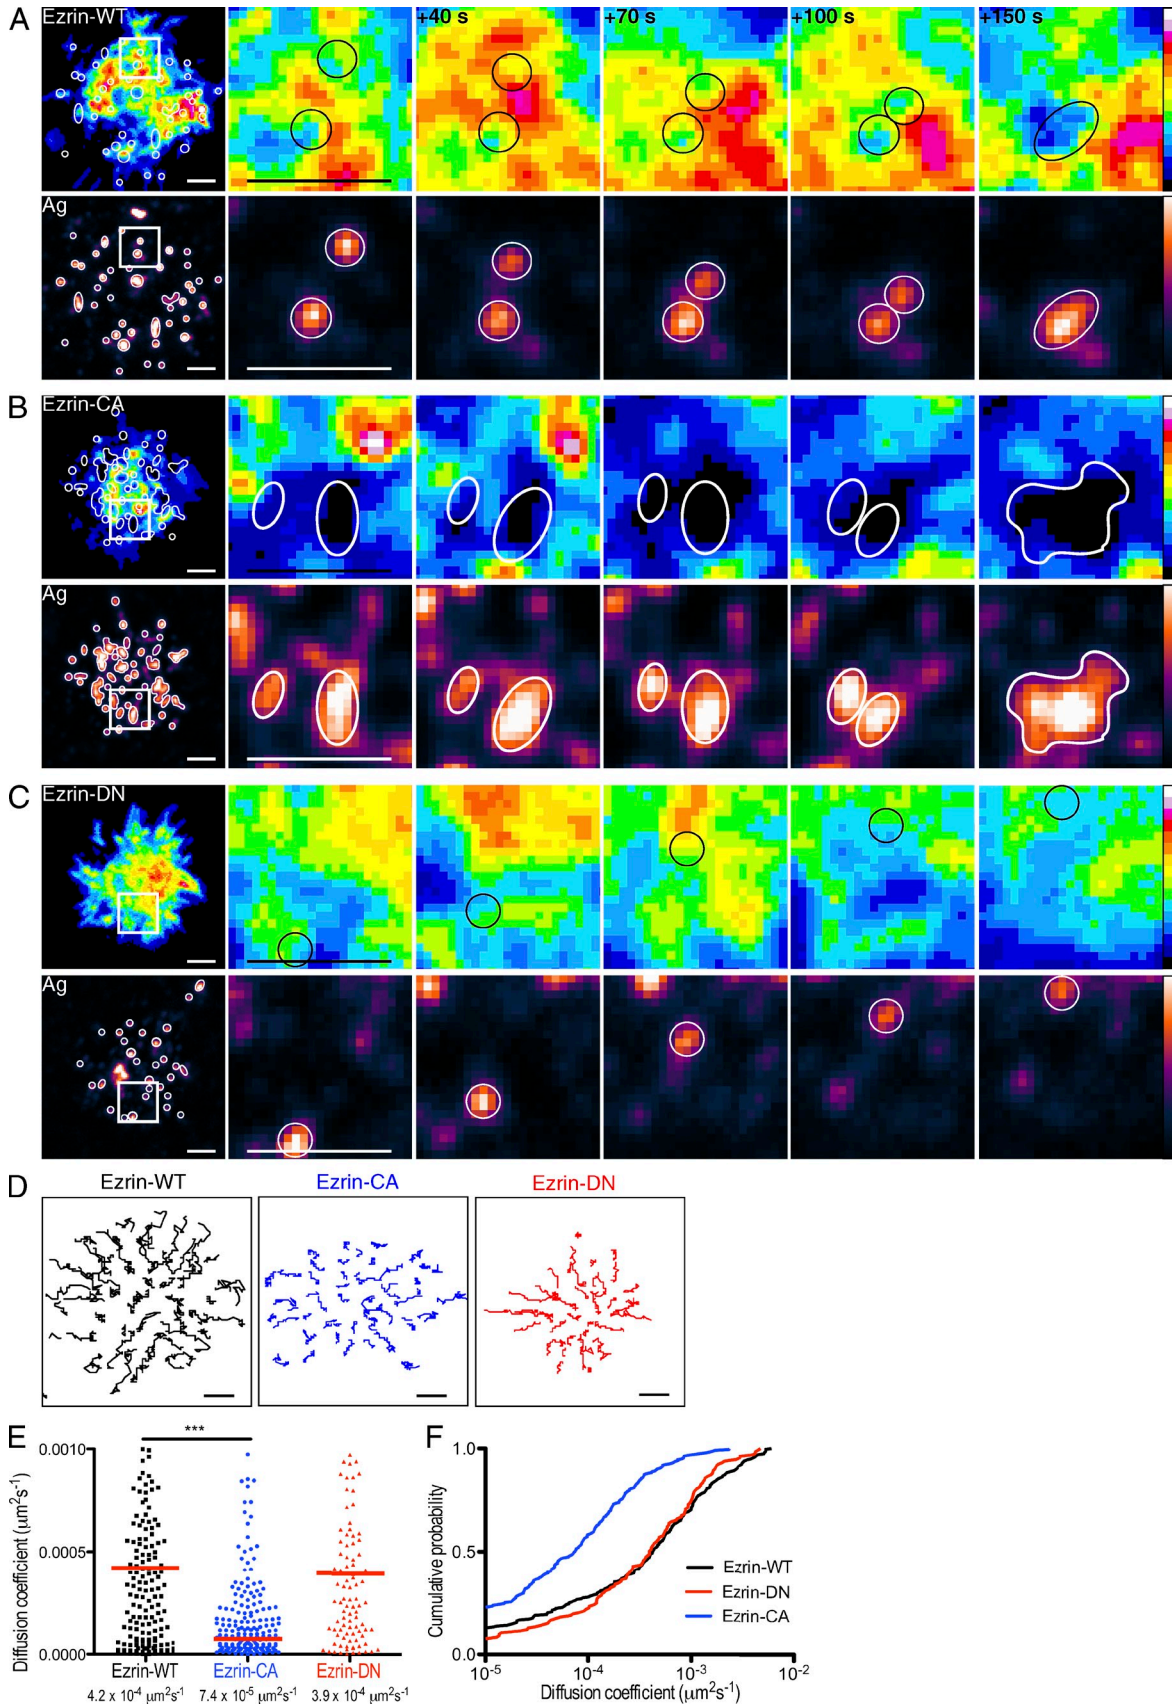 A
Ezrin-WT
+40 s
+70 s
+100 s
+150 s
Ag
B
Ezrin-CA
Ag
C
Ezrin-DN
Ag
D
Ezrin-WT
Ezrin-CA
Ezrin-DN
E
***
Diffusion coefficient (μm²s⁻¹)
0.0010
0.0005
0.0000
Ezrin-WT
Ezrin-CA
Ezrin-DN
4.2 x 10⁻⁴ μm²s⁻¹
7.4 x 10⁻⁵ μm²s⁻¹
3.9 x 10⁻⁴ μm²s⁻¹
F
Cumulative probability
1.0
0.5
0.0
Ezrin-WT
Ezrin-DN
Ezrin-CA
10⁻⁵
10⁻⁴
10⁻³
10⁻²
Diffusion coefficient (μm²s⁻¹)